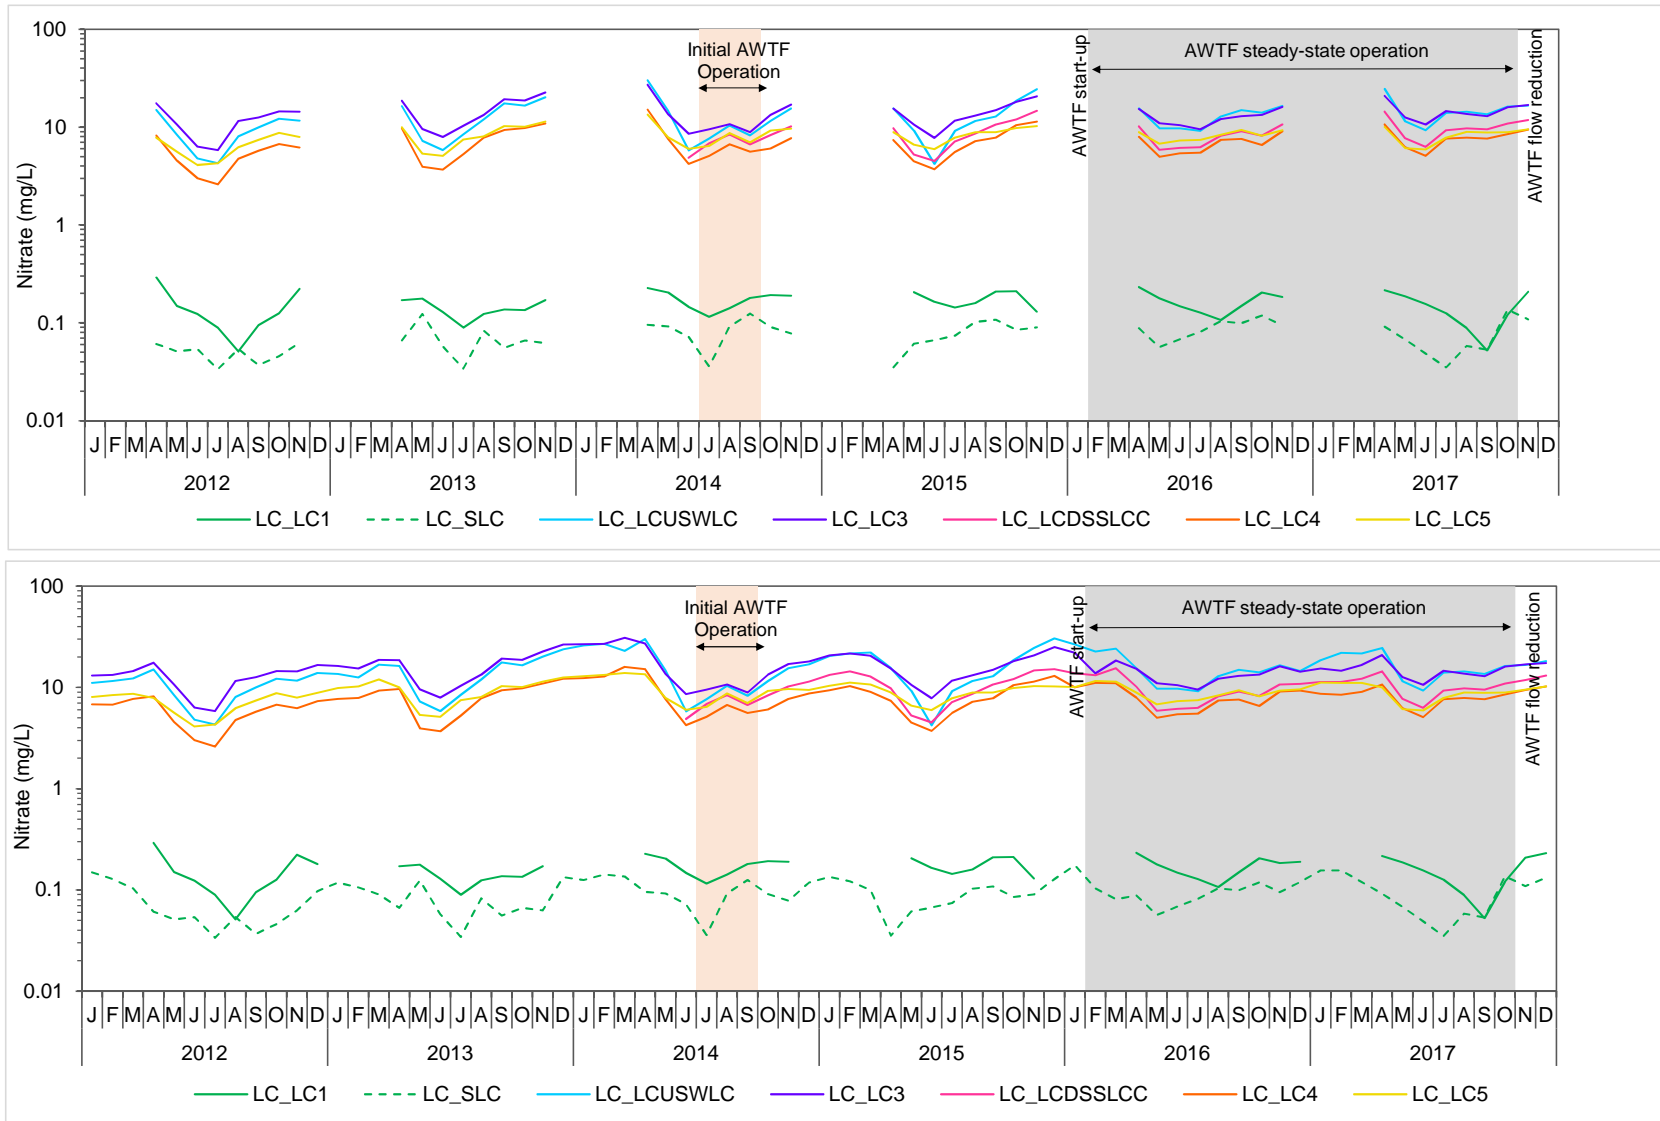 100
10
1
0.1
0.01
Nitrate (mg/L)
Initial AWTF
Operation
AWTF start-up
AWTF steady-state operation
AWTF flow reduction
J F M A M J J A S O N D J F M A M J J A S O N D J F M A M J J A S O N D J F M A M J J A S O N D J F M A M J J A S O N D J F M A M J J A S O N D
2012 2013 2014 2015 2016 2017
LC_LC1 LC_SLC LC_LCUSWLC LC_LC3 LC_LCDSSLCC LC_LC4 LC_LC5
100
10
1
0.1
0.01
Nitrate (mg/L)
Initial AWTF
Operation
AWTF start-up
AWTF steady-state operation
AWTF flow reduction
J F M A M J J A S O N D J F M A M J J A S O N D J F M A M J J A S O N D J F M A M J J A S O N D J F M A M J J A S O N D J F M A M J J A S O N D
2012 2013 2014 2015 2016 2017
LC_LC1 LC_SLC LC_LCUSWLC LC_LC3 LC_LCDSSLCC LC_LC4 LC_LC5